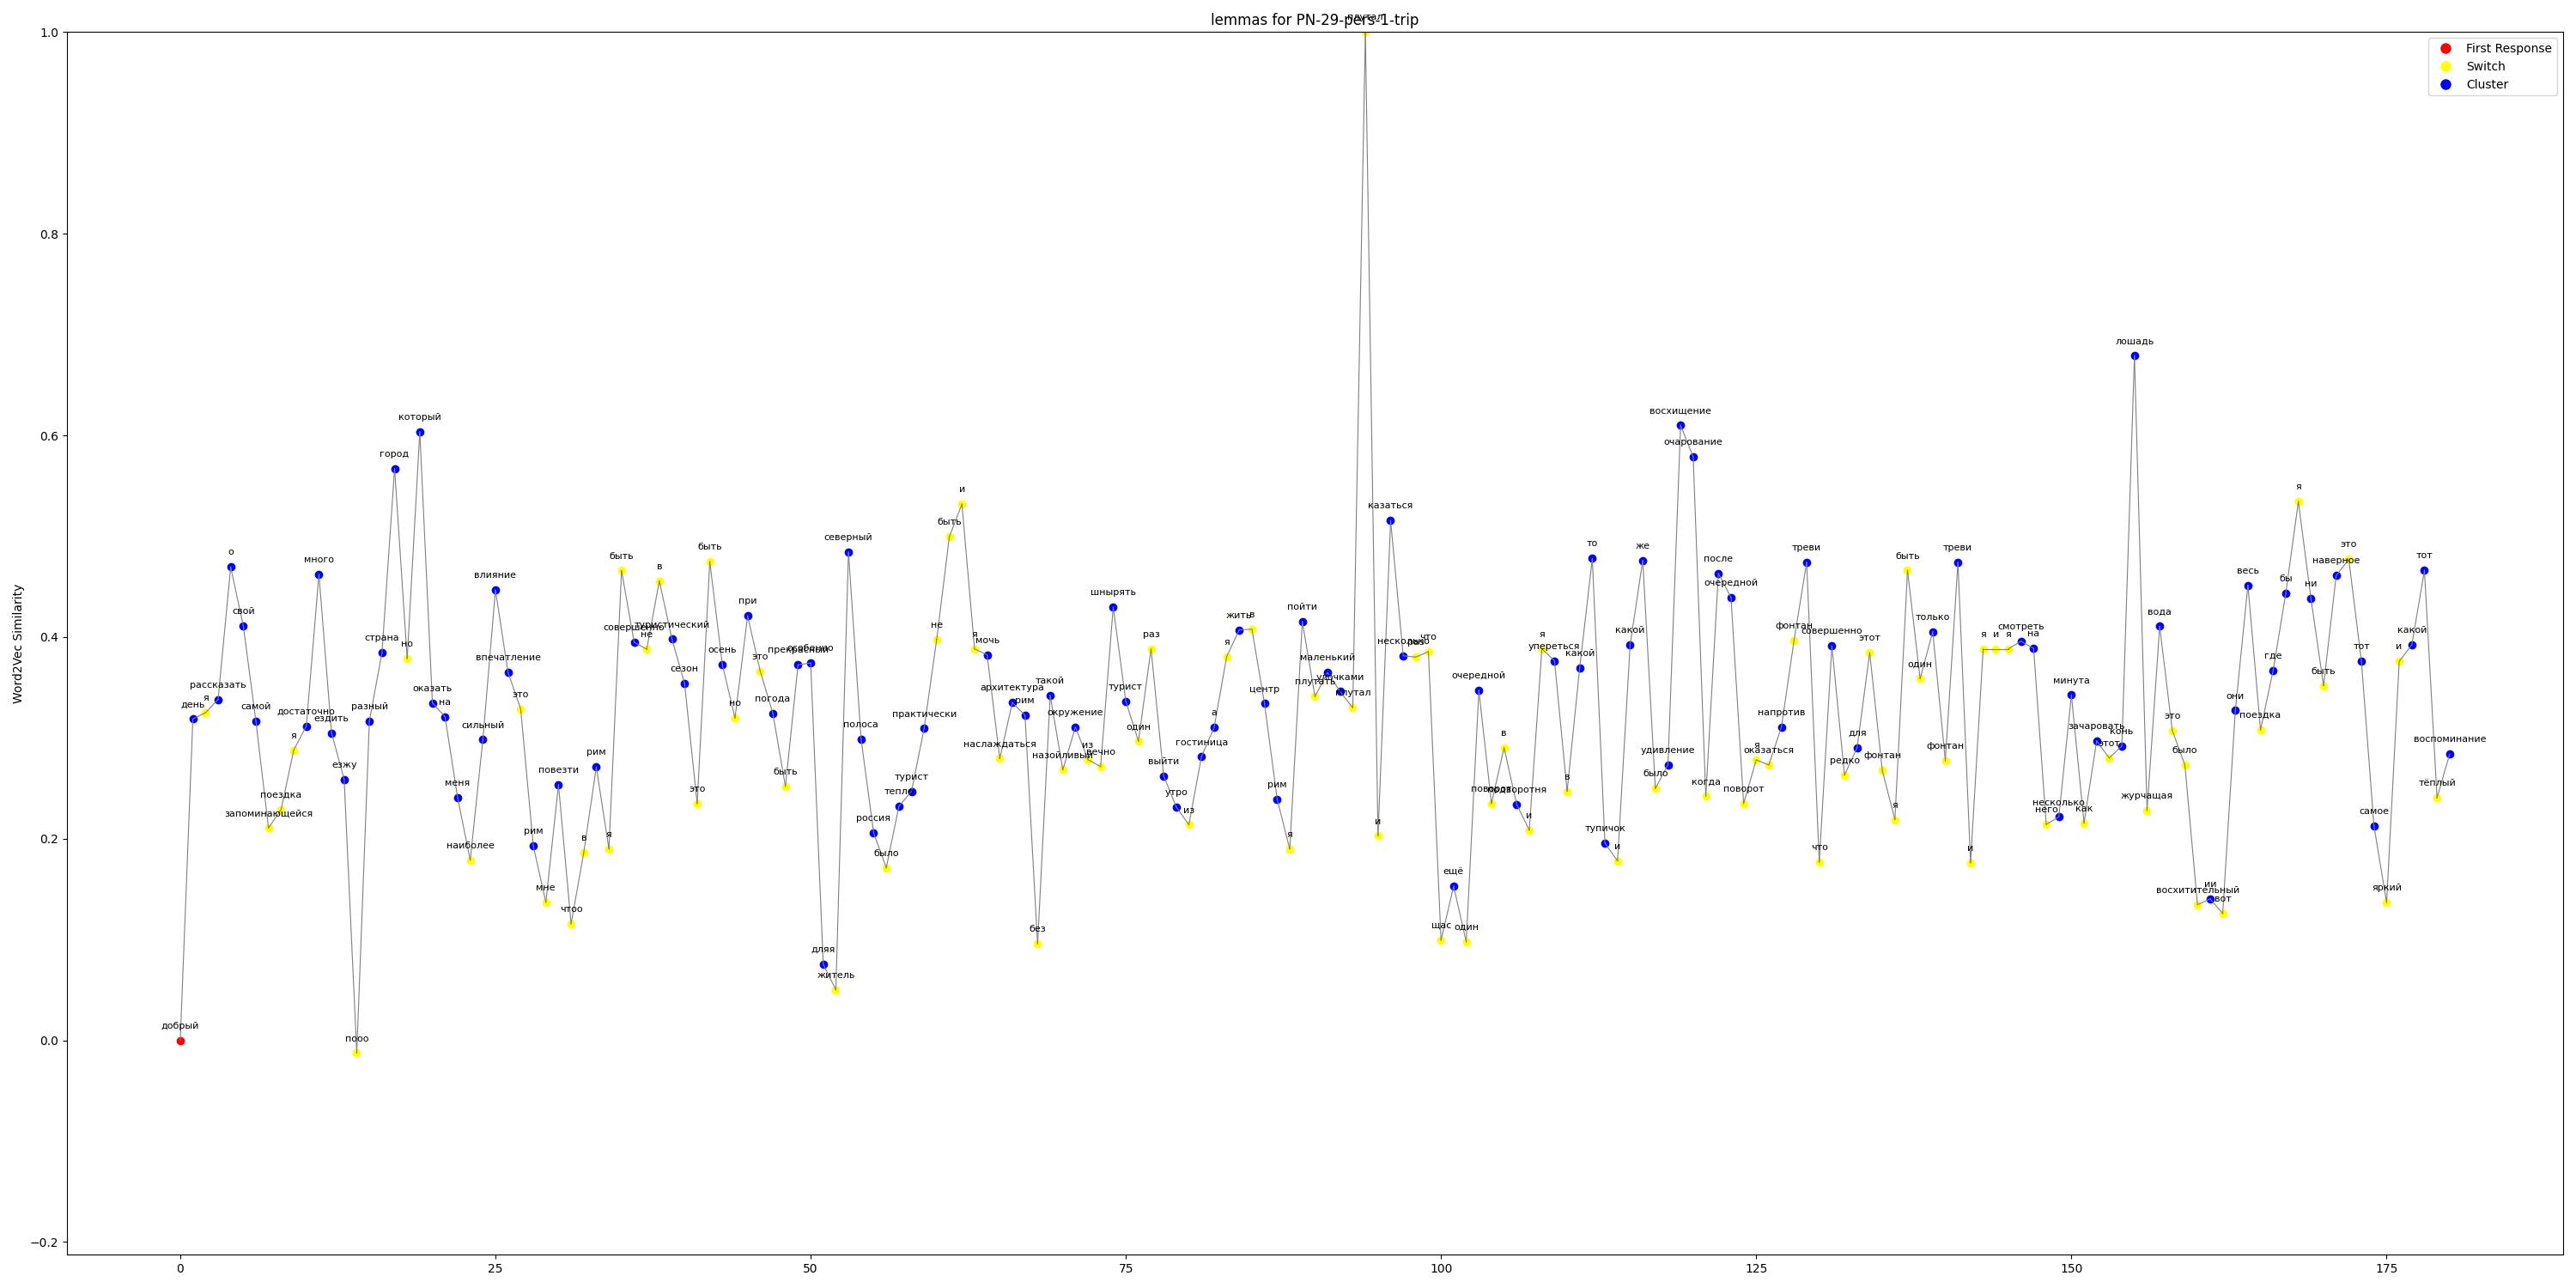 lemmas for PN-29-pers-1-trip
First Response
Switch
Cluster
Word2Vec Similarity
1.0
0.8
0.6
0.4
0.2
0.0
−0.2
0
25
50
75
100
125
150
175
добрый
день
я
рассказать
о
свой
самой
запоминающейся
поездка
я
достаточно
много
ездить
езжу
пооо
разный
страна
город
но
который
оказать
на
меня
наиболее
сильный
влияние
впечатление
это
рим
мне
повезти
чтоо
в
рим
я
быть
совершенно
не
в
туристический
сезон
это
быть
осень
но
при
это
погода
быть
прекрасный
особенно
дляя
житель
северный
полоса
россия
было
тепло
турист
практически
не
быть
и
я
мочь
наслаждаться
архитектура
рим
без
такой
назойливый
окружение
из
вечно
шнырять
турист
один
раз
выйти
утро
из
гостиница
а
я
жить
в
центр
рим
я
пойти
плутать
маленький
улочками
плутал
плутал
и
казаться
несколько
раз
что
щас
ещё
один
очередной
поворот
в
подворотня
и
я
упереться
в
какой
то
тупичок
и
какой
же
было
удивление
восхищение
очарование
когда
после
очередной
поворот
я
оказаться
напротив
фонтан
треви
что
совершенно
редко
для
этот
фонтан
я
быть
один
только
фонтан
треви
и
я
и
я
смотреть
на
него
несколько
минута
как
зачаровать
этот
конь
лошадь
журчащая
вода
это
было
восхитительный
ии
вот
они
весь
поездка
где
бы
я
ни
быть
наверное
это
тот
самое
яркий
и
какой
тот
тёплый
воспоминание